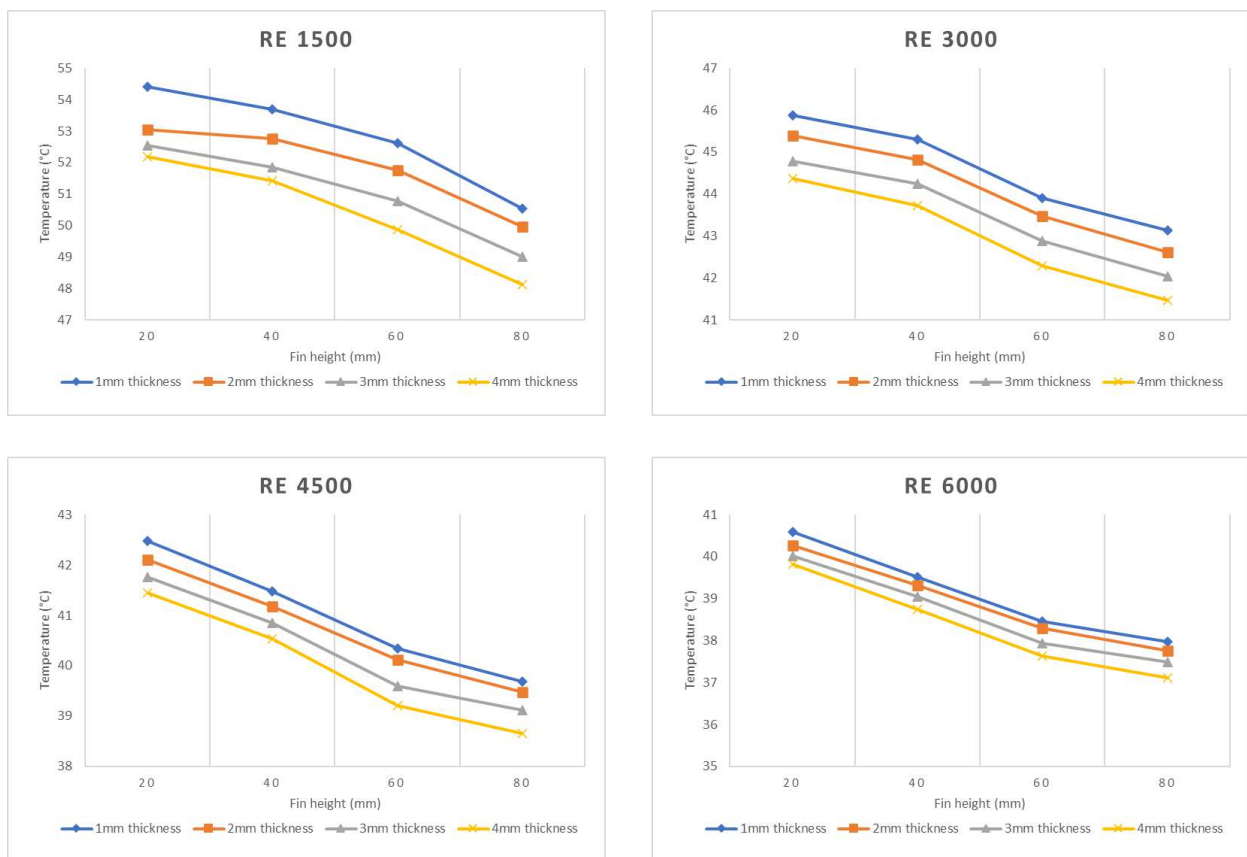 RE 1500
55
54
53
52
51
50
49
48
47
Temperature (°C)
20 40 60 80
Fin height (mm)
1mm thickness 2mm thickness 3mm thickness 4mm thickness
RE 3000
47
46
45
44
43
42
41
Temperature (°C)
20 40 60 80
Fin height (mm)
1mm thickness 2mm thickness 3mm thickness 4mm thickness
RE 4500
43
42
41
40
39
38
Temperature (°C)
20 40 60 80
Fin height (mm)
1mm thickness 2mm thickness 3mm thickness 4mm thickness
RE 6000
41
40
39
38
37
36
35
Temperature (°C)
20 40 60 80
Fin height (mm)
1mm thickness 2mm thickness 3mm thickness 4mm thickness